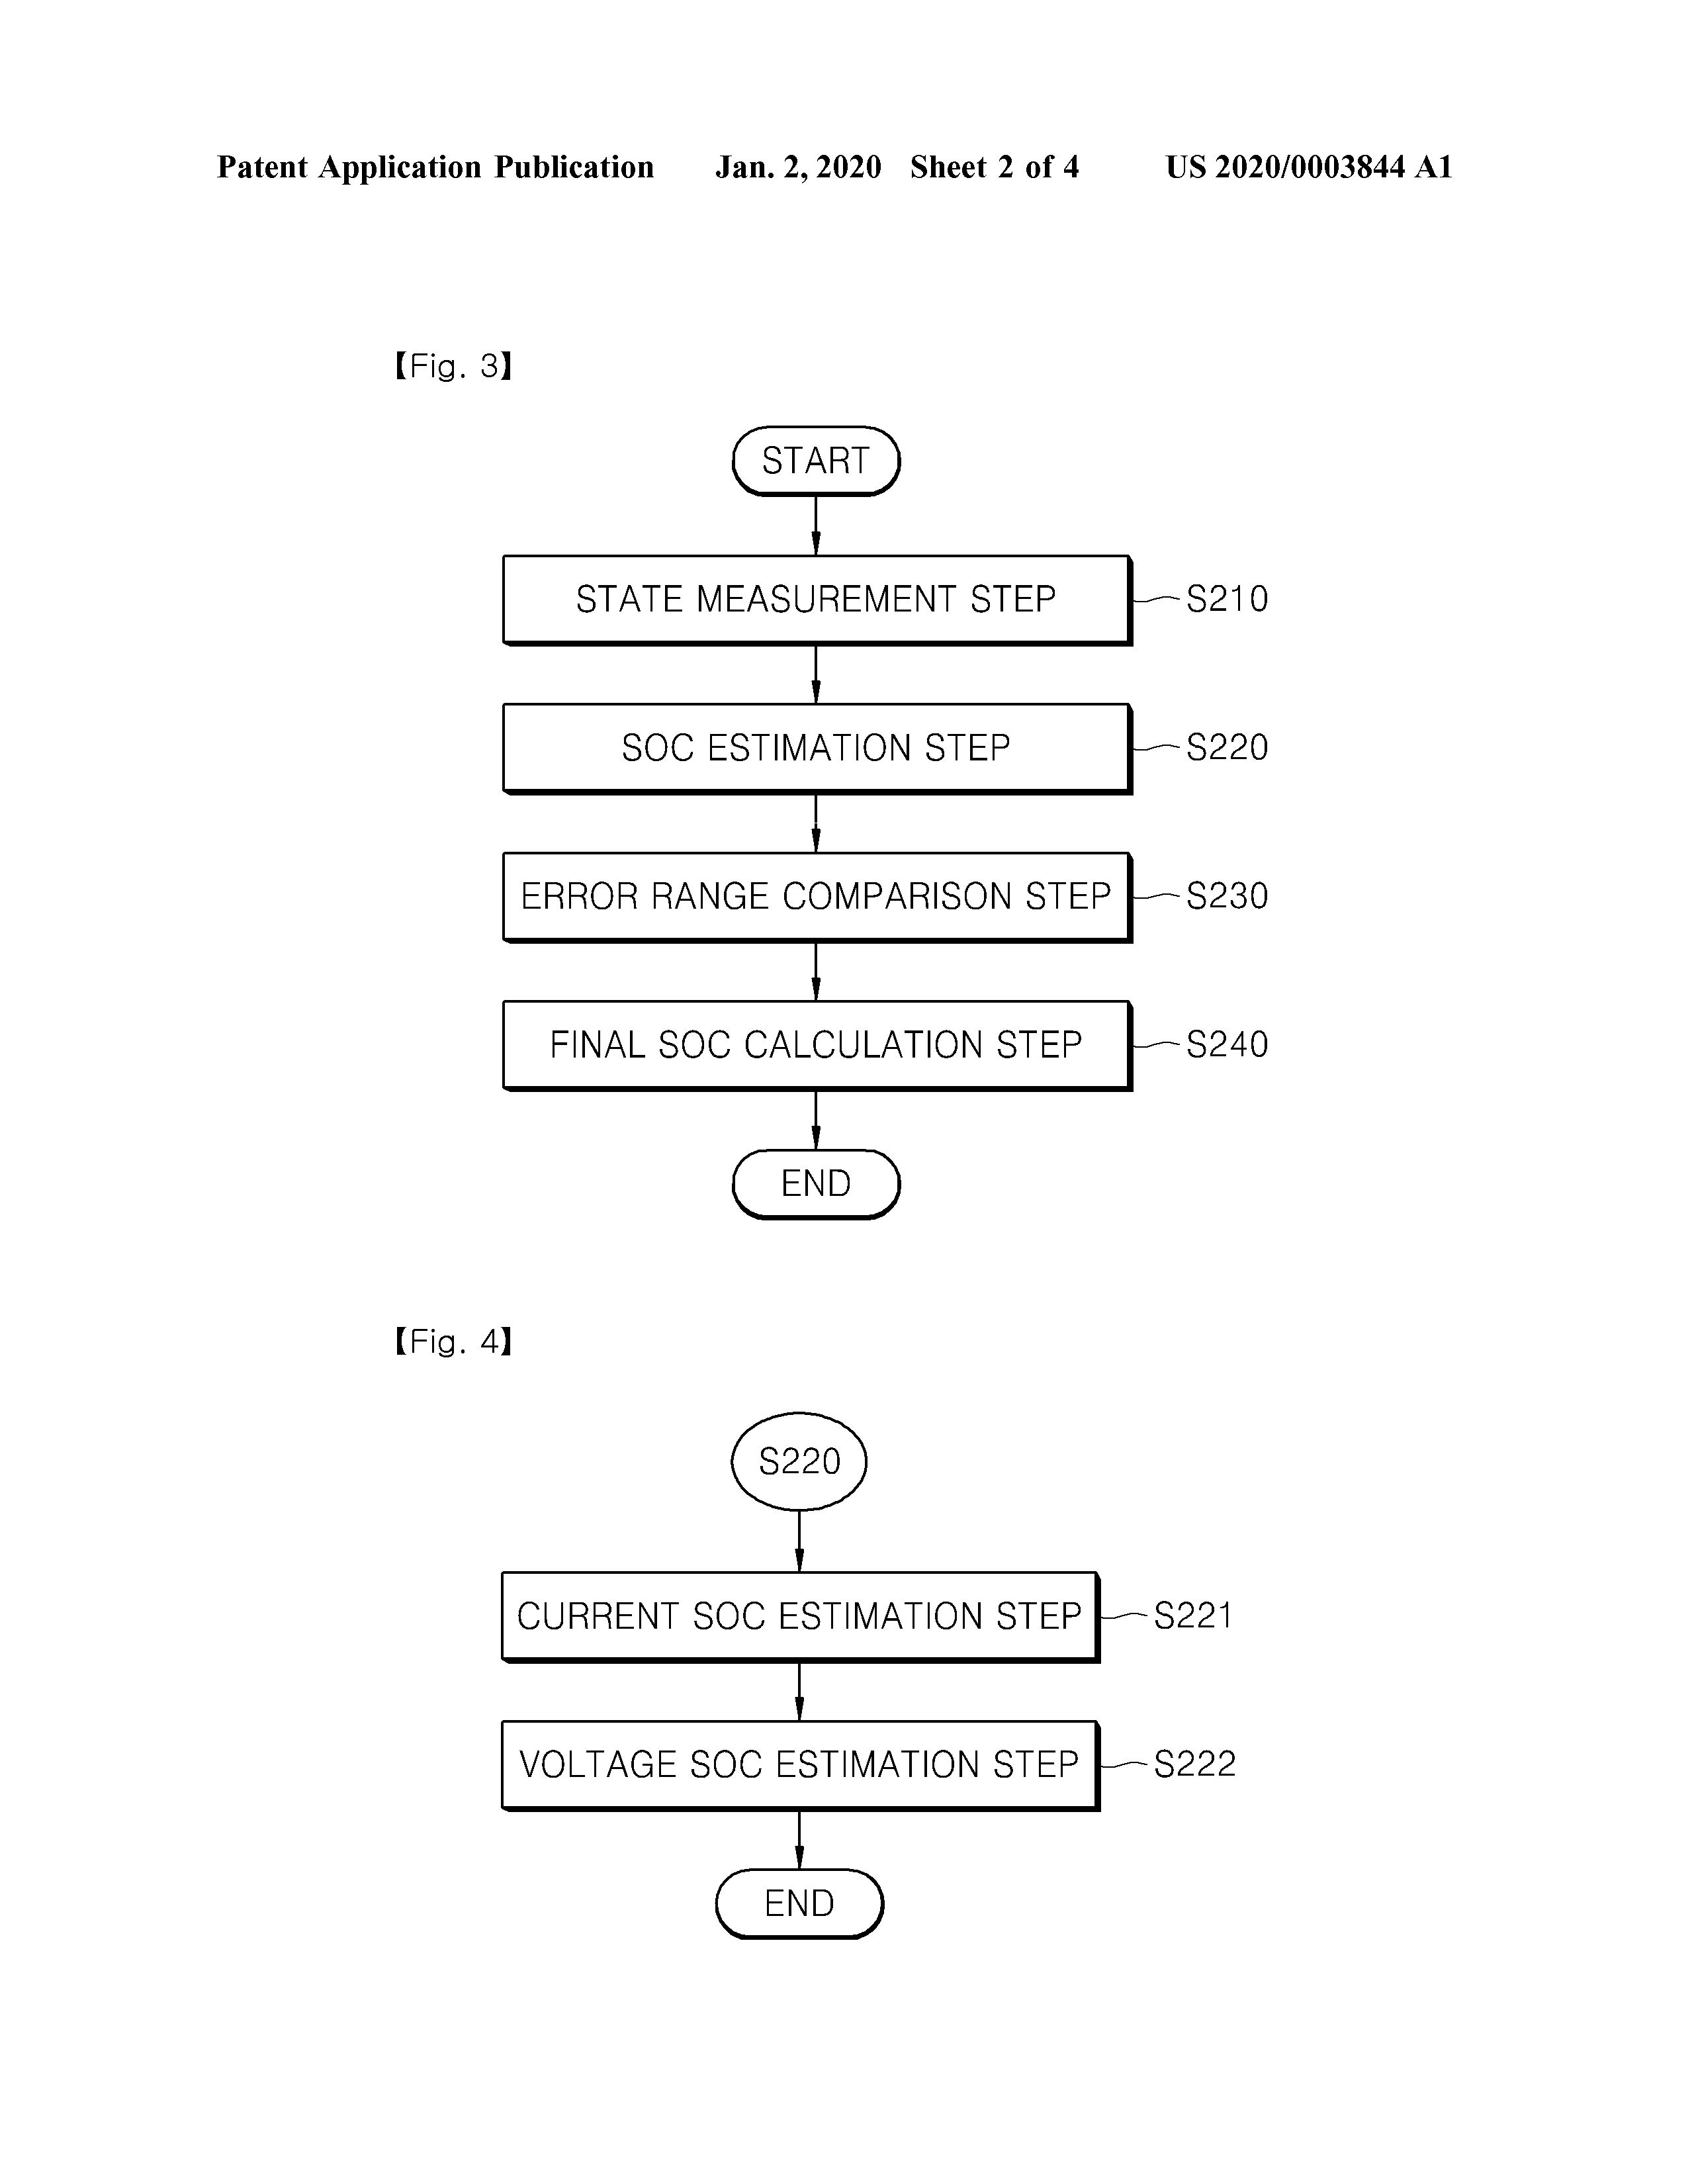 Patent Application Publication Jan. 2, 2020 Sheet 2 of 4 US 2020/0003844 A1
【Fig. 3】
START
STATE MEASUREMENT STEP S210
SOC ESTIMATION STEP S220
ERROR RANGE COMPARISON STEP S230
FINAL SOC CALCULATION STEP S240
END
【Fig. 4】
S220
CURRENT SOC ESTIMATION STEP S221
VOLTAGE SOC ESTIMATION STEP S222
END